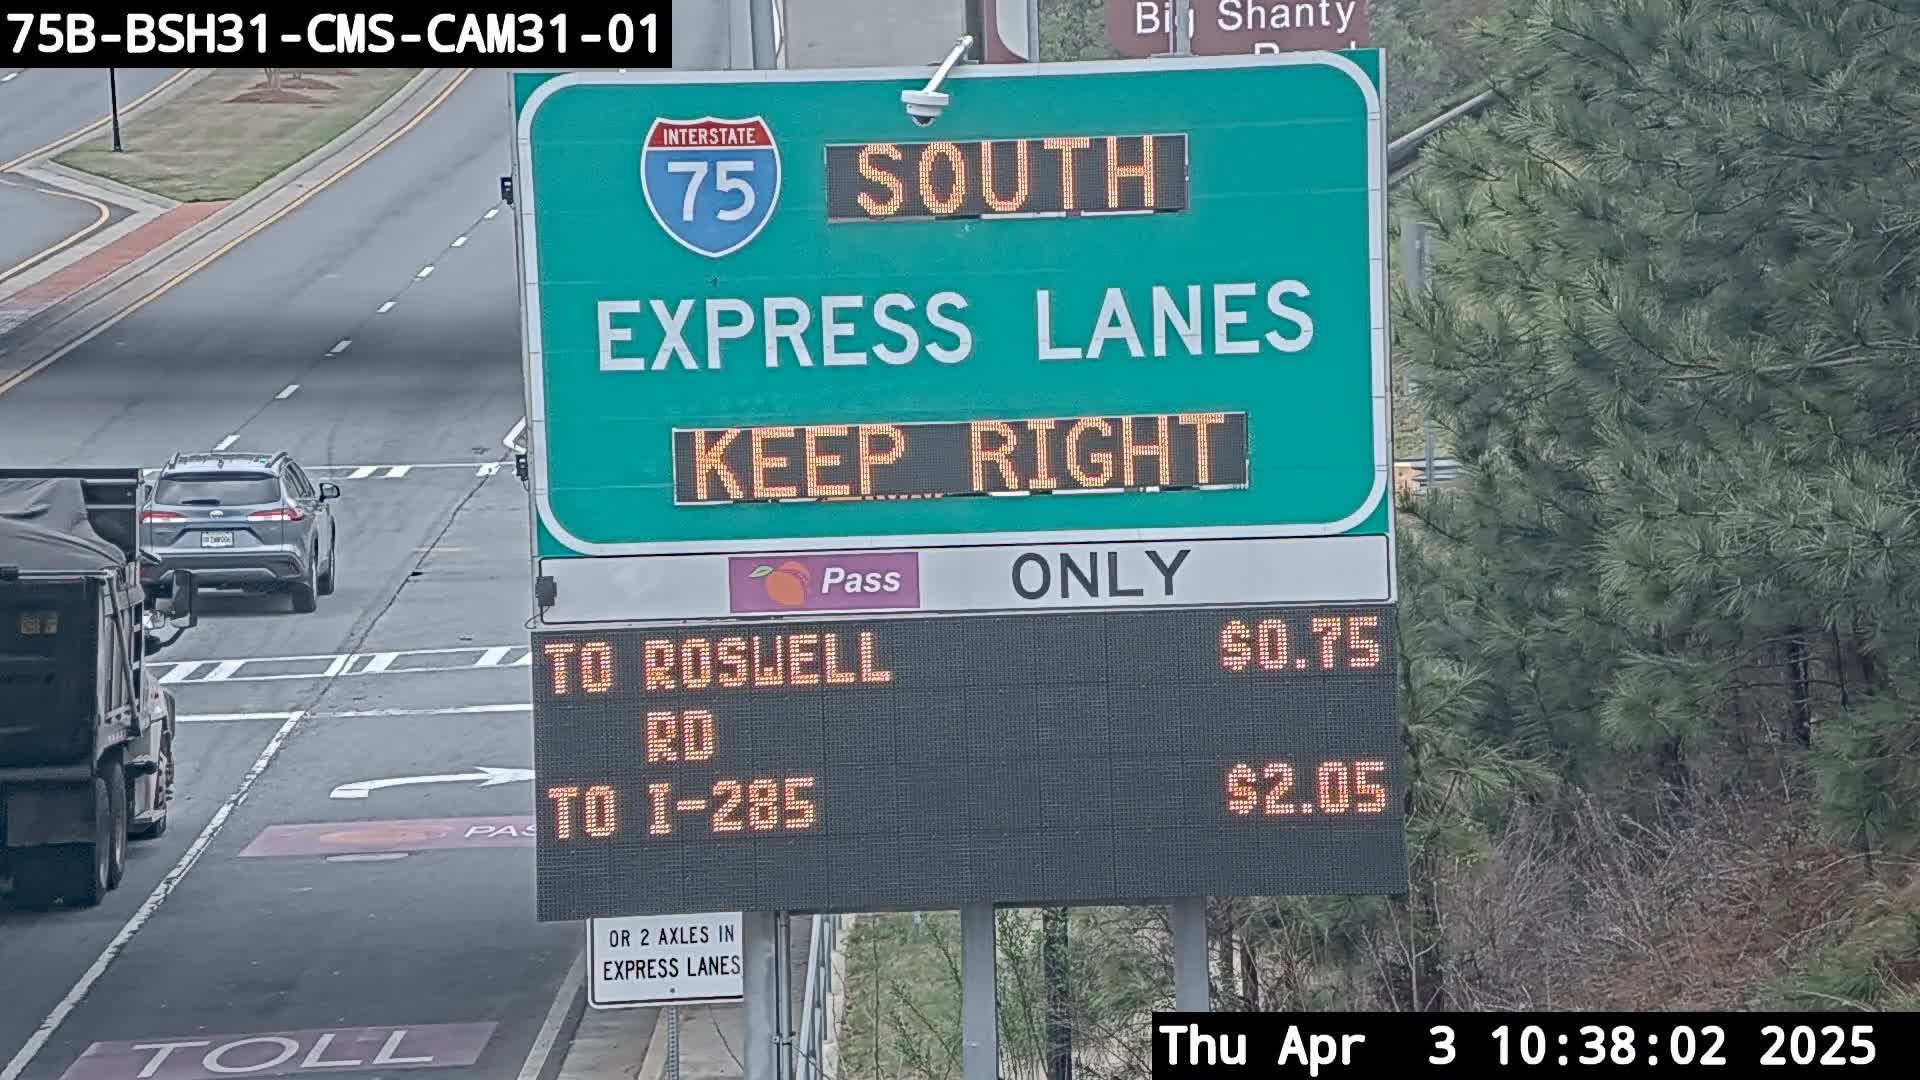 75B-BSH31-CMS-CAM31-01
Big Shanty
Road
INTERSTATE
75
SOUTH
EXPRESS LANES
KEEP RIGHT
Pass
ONLY
TO ROSWELL $0.75
RD
TO I-285 $2.05
OR 2 AXLES IN
EXPRESS LANES
TOLL
Thu Apr 3 10:38:02 2025